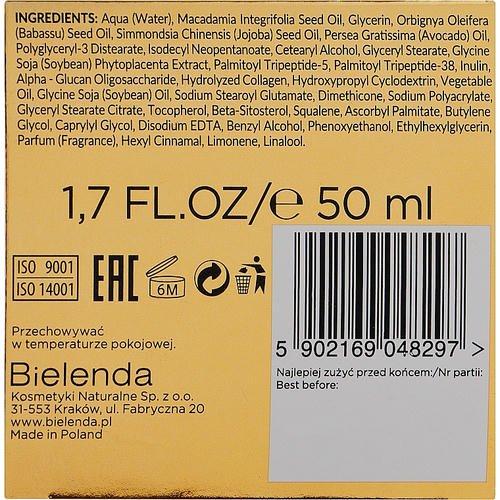 INGREDIENTS: Aqua (Water), Macadamia Integrifolia Seed Oil, Glycerin, Orbignya Oleifera
(Babassu) Seed Oil, Simmondsia Chinensis (Jojoba) Seed Oil, Persea Gratissima (Avocado) Oil,
Polyglyceryl-3 Distearate, Isodecyl Neopentanoate, Cetearyl Alcohol, Glyceryl Stearate, Glycine
Soja (Soybean) Phytoplacenta Extract, Palmitoyl Tripeptide-5, Palmitoyl Tripeptide-38, Inulin,
Alpha - Glucan Oligosaccharide, Hydrolyzed Collagen, Hydroxypropyl Cyclodextrin, Vegetable
Oil, Glycine Soja (Soybean) Oil, Sodium Stearoyl Glutamate, Dimethicone, Sodium Polyacrylate,
Glyceryl Stearate Citrate, Tocopherol, Beta-Sitosterol, Squalene, Ascorbyl Palmitate, Butylene
Glycol, Caprylyl Glycol, Disodium EDTA, Benzyl Alcohol, Phenoxyethanol, Ethylhexylglycerin,
Parfum (Fragrance), Hexyl Cinnamal, Limonene, Linalool.
1,7 FL.OZ/℮ 50 ml
ISO 9001
ISO 14001
EAC
6M
Przechowywać
w temperaturze pokojowej.
Bielenda
Kosmetyki Naturalne Sp. z o.o.
31-553 Kraków, ul. Fabryczna 20
www.bielenda.pl
Made in Poland
5 902169 048297 >
Najlepiej zużyć przed końcem:/Nr partii:
Best before: